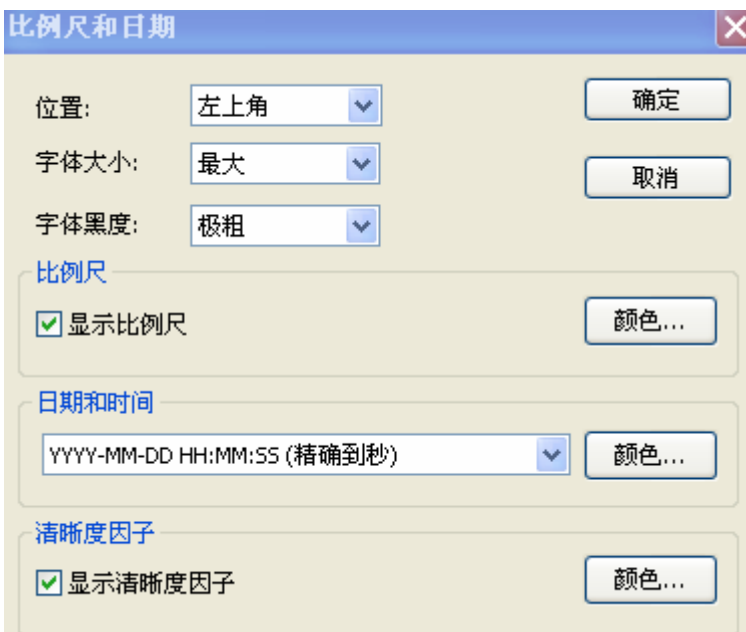 比例尺和日期
位置: 左上角 确定
字体大小: 最大 取消
字体黑度: 极粗
比例尺
显示比例尺 颜色...
日期和时间
YYYY-MM-DD HH:MM:SS (精确到秒) 颜色...
清晰度因子
显示清晰度因子 颜色...